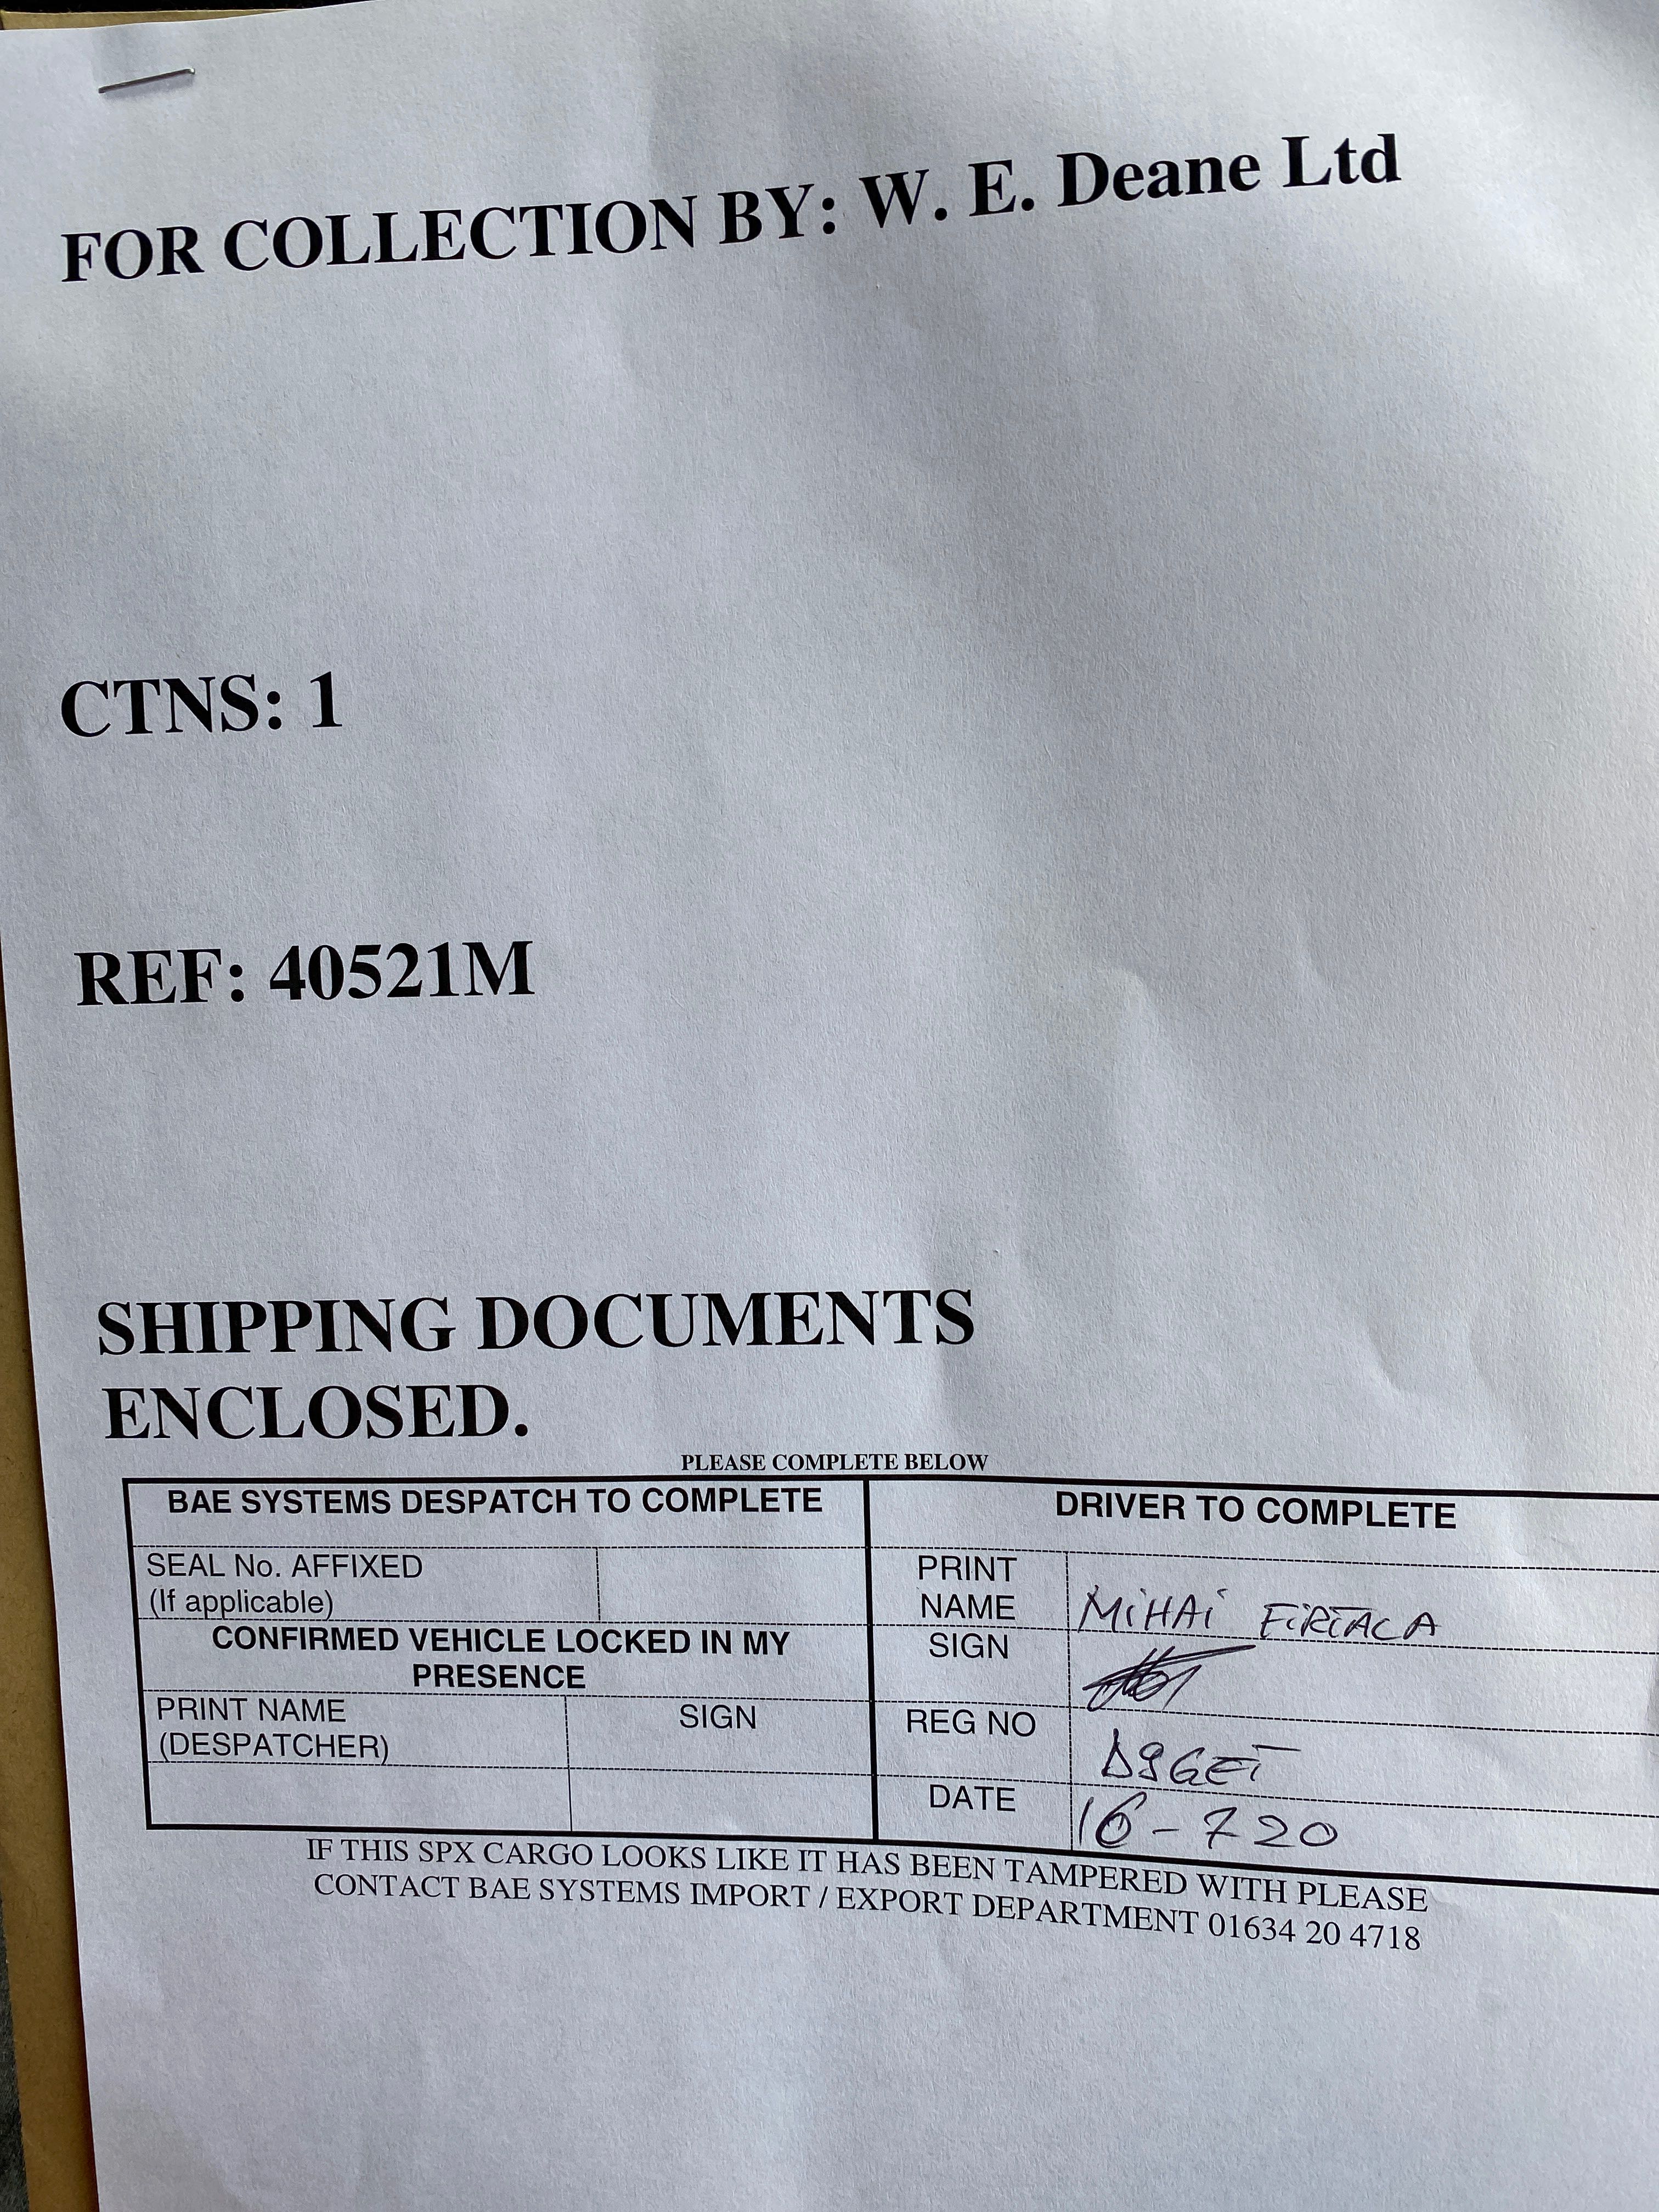 FOR COLLECTION BY: W. E. Deane Ltd
CTNS: 1
REF: 40521M
SHIPPING DOCUMENTS
ENCLOSED.
PLEASE COMPLETE BELOW
BAE SYSTEMS DESPATCH TO COMPLETE
SEAL No. AFFIXED
(If applicable)
CONFIRMED VEHICLE LOCKED IN MY
PRESENCE
PRINT NAME
(DESPATCHER)
SIGN
DRIVER TO COMPLETE
PRINT
NAME
MiHAi FiRTACA
SIGN
REG NO
DATE
16-7 20
IF THIS SPX CARGO LOOKS LIKE IT HAS BEEN TAMPERED WITH PLEASE
CONTACT BAE SYSTEMS IMPORT / EXPORT DEPARTMENT 01634 20 4718